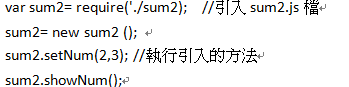 var sum2= require('./sum2);    //引入 sum2.js 檔
sum2= new sum2 ();
sum2.setNum(2,3); //執行引入的方法
sum2.showNum();